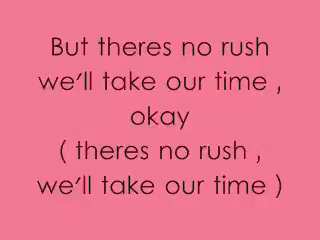 But theres no rush
we'll take our time ,
okay
( theres no rush ,
we'll take our time )